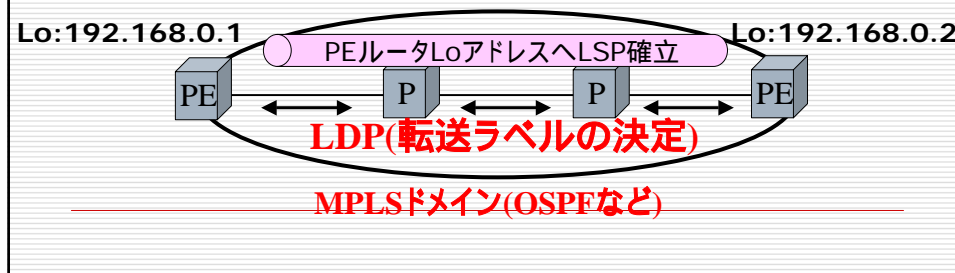 Lo:192.168.0.1
Lo:192.168.0.2
PEルータLoアドレスへLSP確立
PE
P
P
PE
LDP(転送ラベルの決定)
MPLSドメイン(OSPFなど)